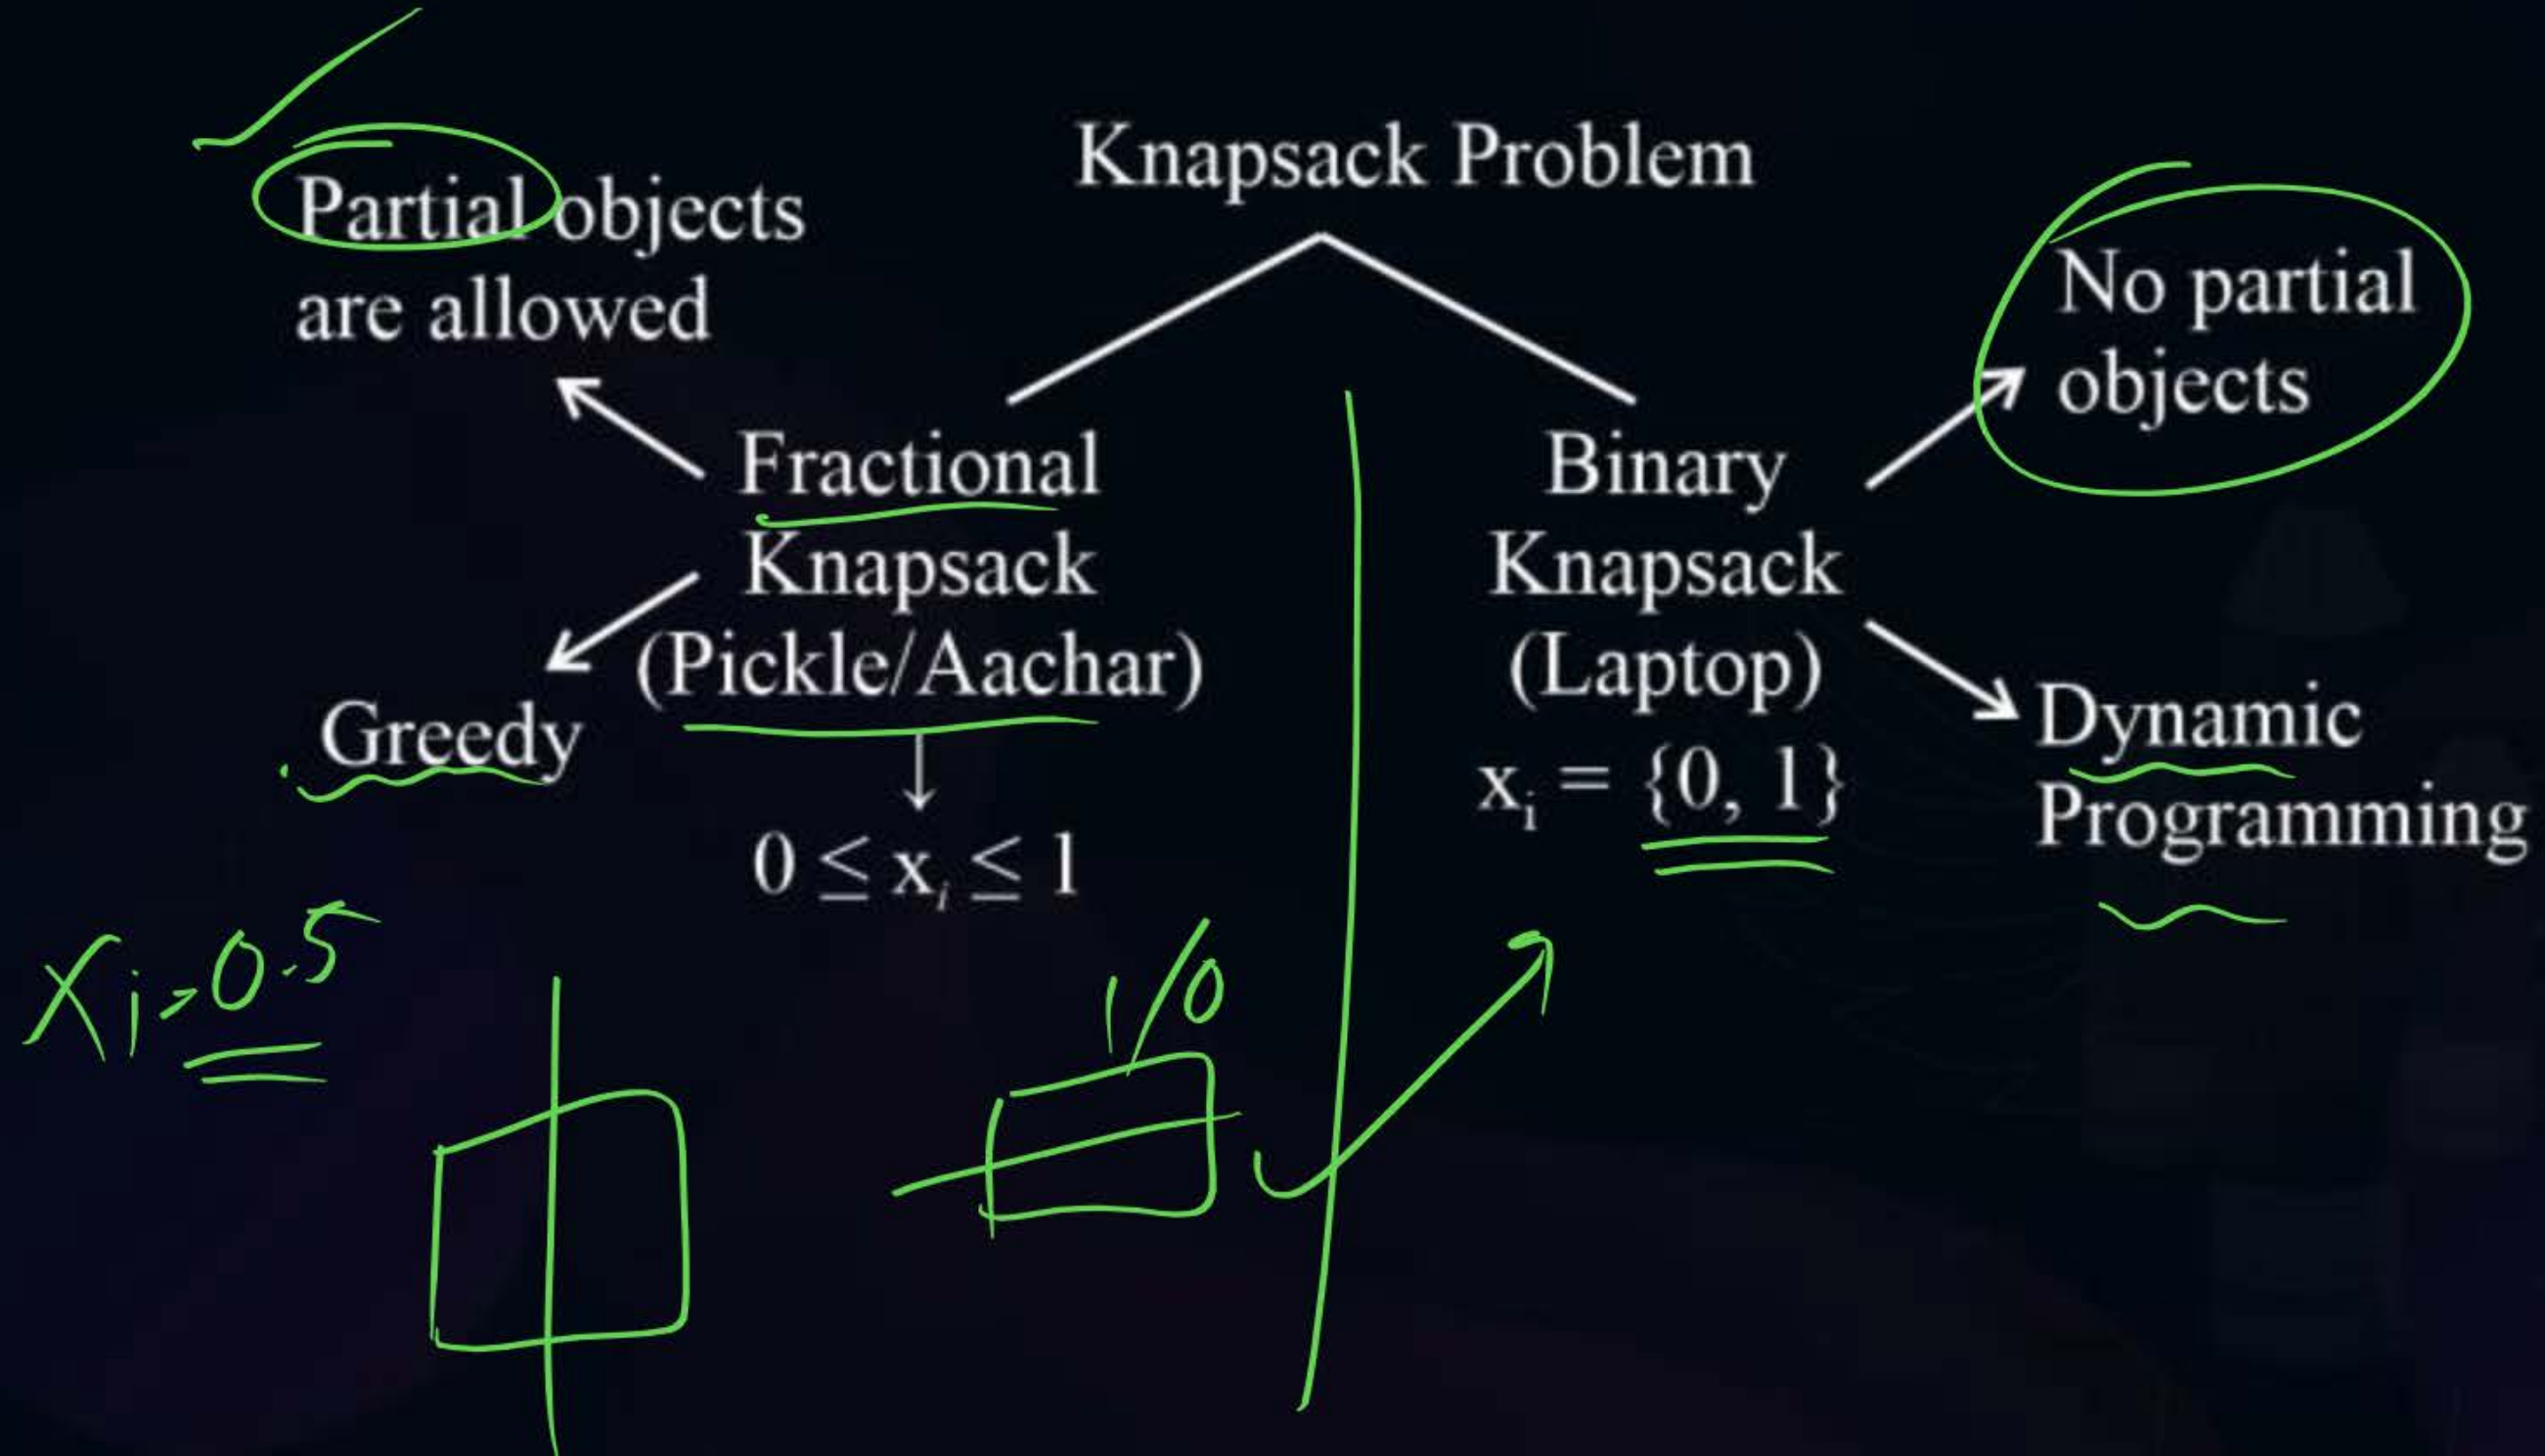 Knapsack Problem
Partial objects
are allowed
No partial
objects
Fractional
Knapsack
(Pickle/Aachar)
Greedy
0 ≤ xᵢ ≤ 1
Binary
Knapsack
(Laptop)
xᵢ = {0, 1}
Dynamic
Programming
Xi = 0.5
1/0